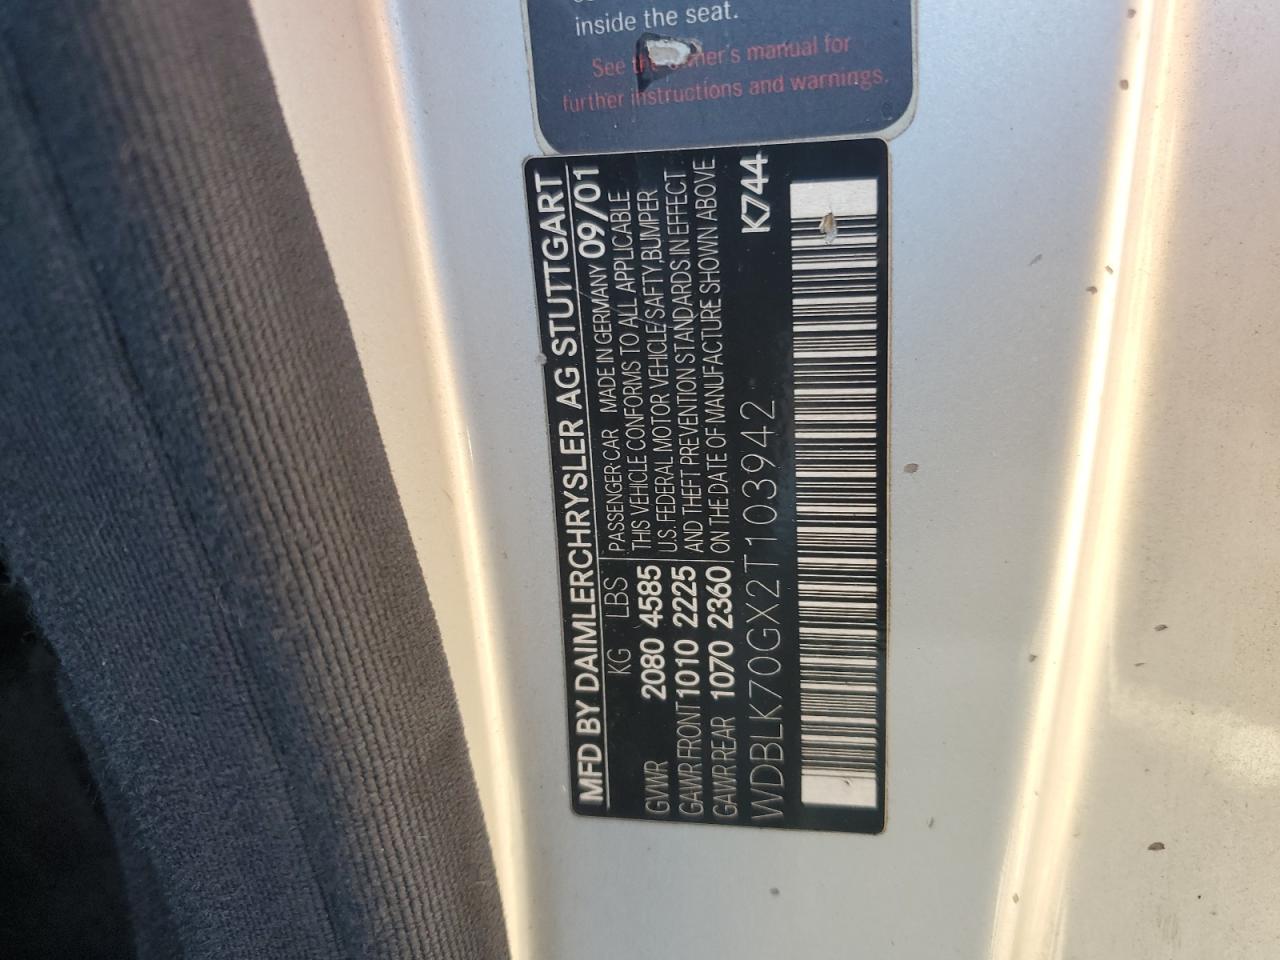 inside the seat.
See the owner's manual for
further instructions and warnings.
MFD BY DAIMLERCHRYSLER AG STUTTGART
KG LBS PASSENGER CAR MADE IN GERMANY 09/01
GVWR 2080 4585 THIS VEHICLE CONFORMS TO ALL APPLICABLE
U.S. FEDERAL MOTOR VEHICLE/SAFTY,BUMPER
GAWR FRONT 1010 2225 AND THEFT PREVENTION STANDARDS IN EFFECT
GAWR REAR 1070 2360 ON THE DATE OF MANUFACTURE SHOWN ABOVE
WDBLK70GX2T103942 K744